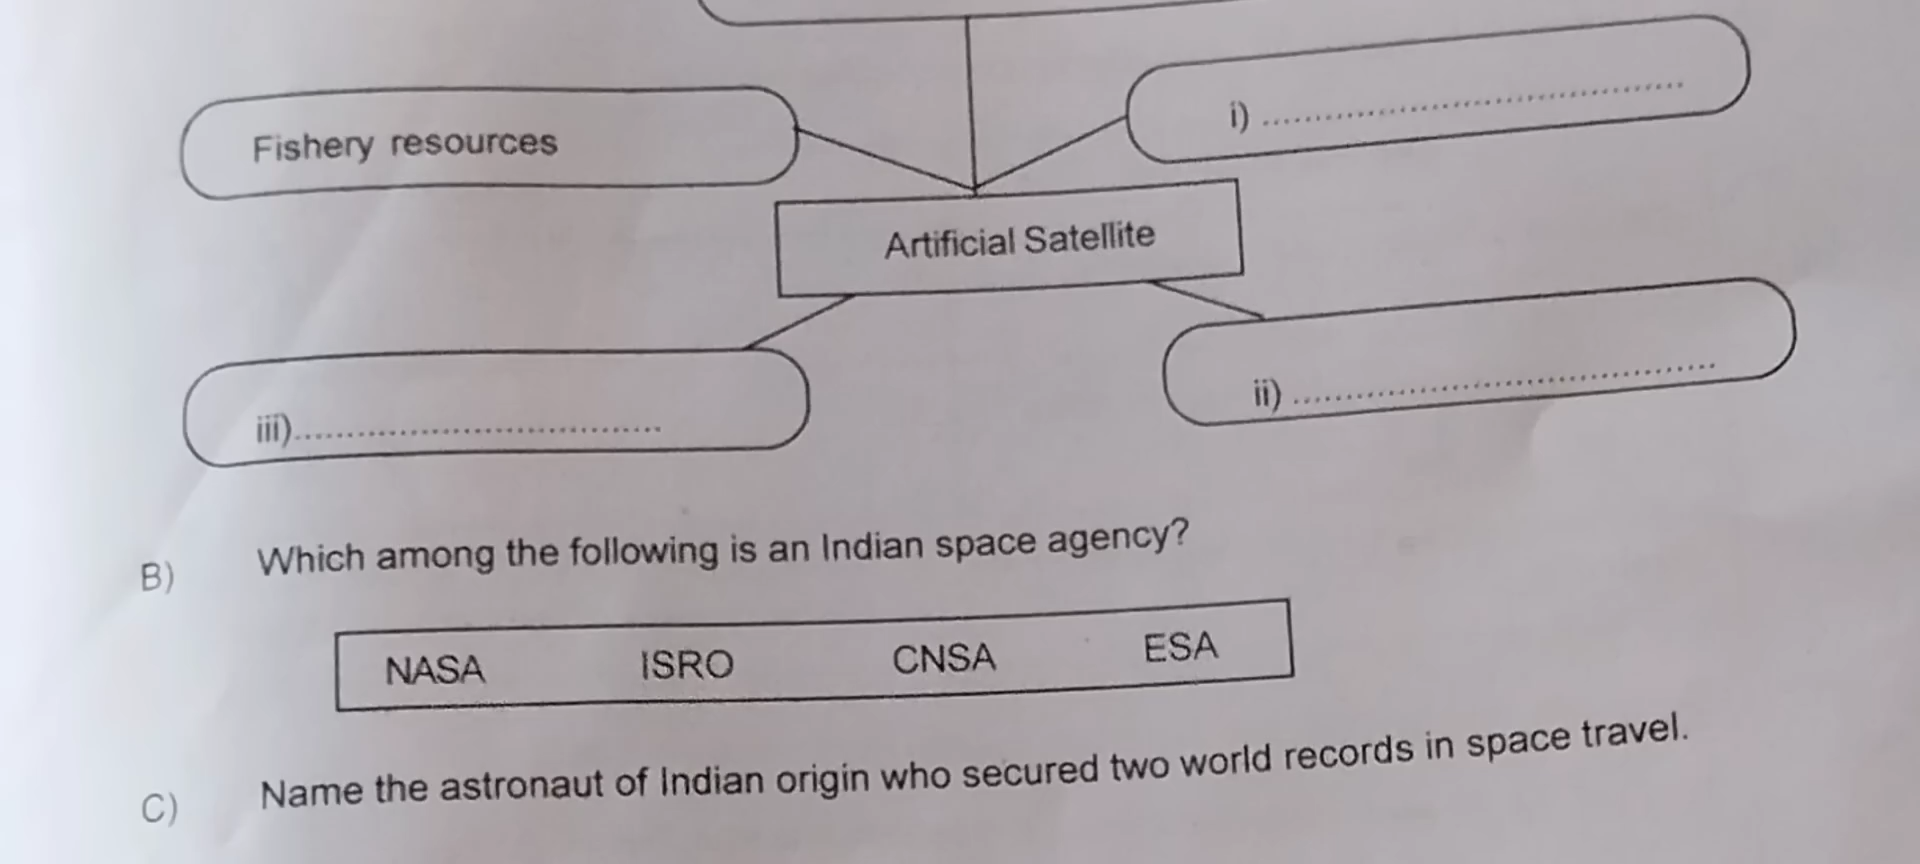 Fishery resources
i) ........................................
Artificial Satellite
iii)....................................
ii) ........................................
B) Which among the following is an Indian space agency?
NASA ISRO CNSA ESA
C) Name the astronaut of Indian origin who secured two world records in space travel.